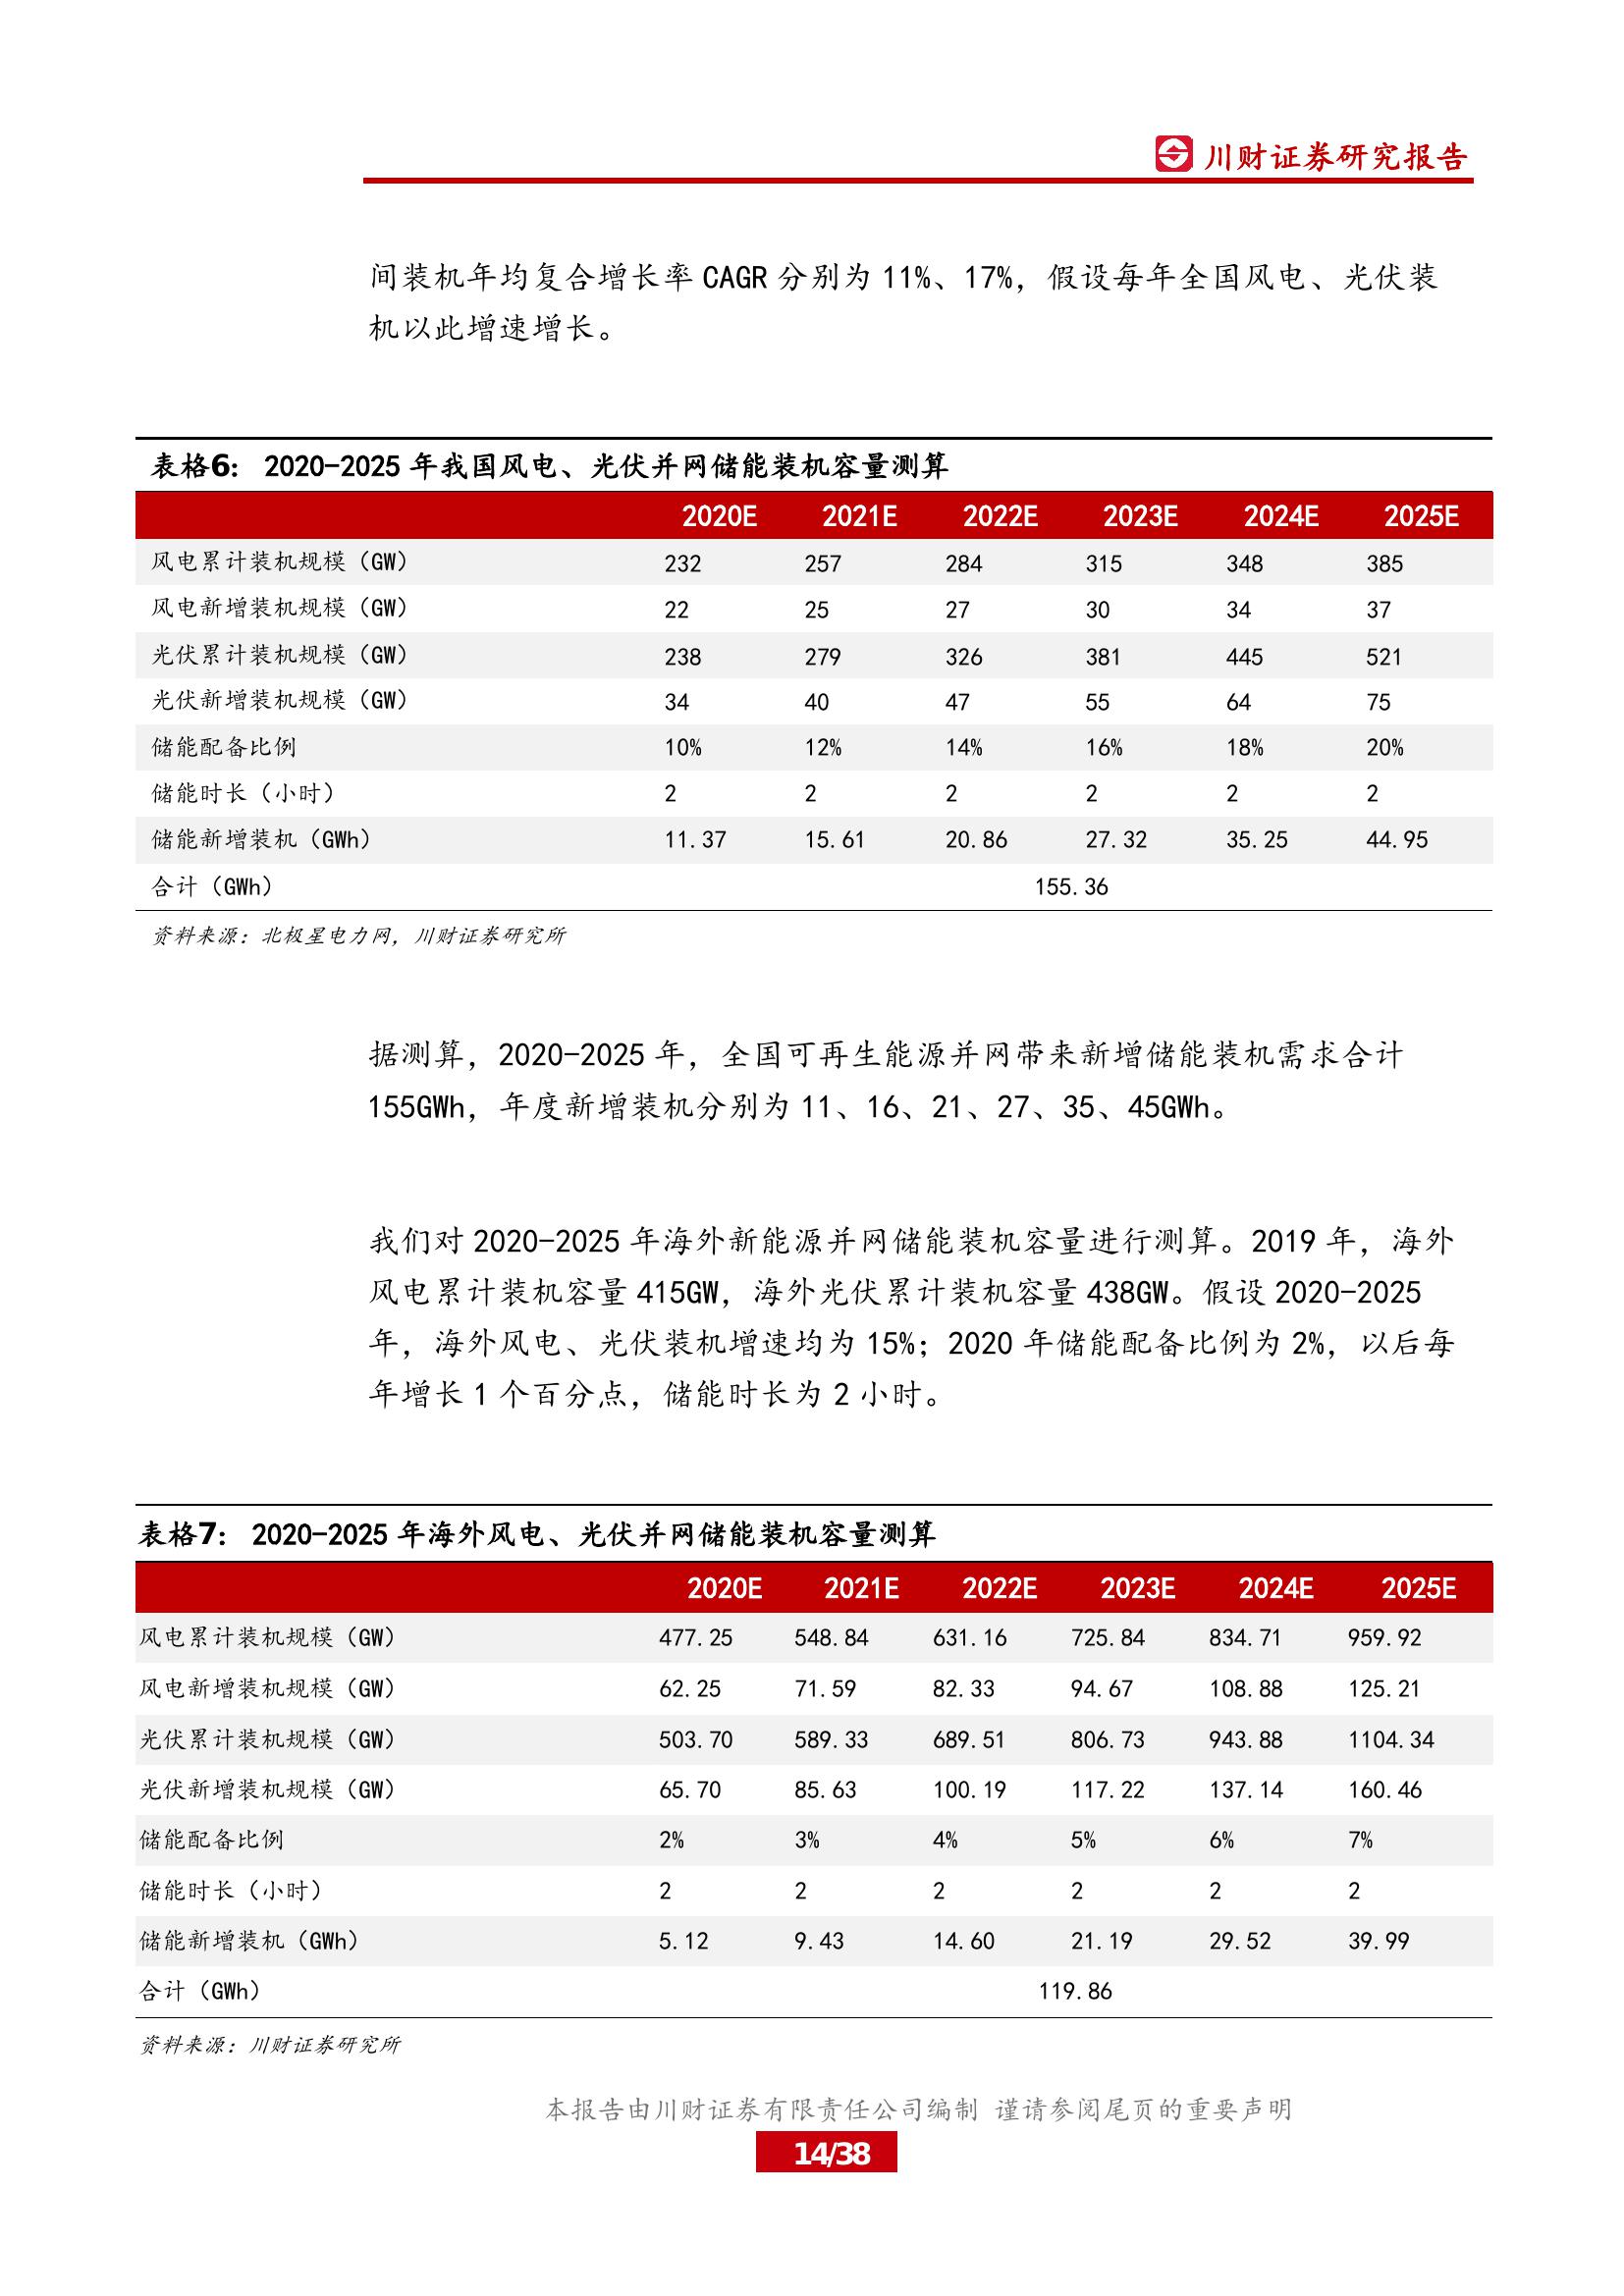 川财证券研究报告
间装机年均复合增长率 CAGR 分别为 11%、17%，假设每年全国风电、光伏装
机以此增速增长。
表格6： 2020-2025 年我国风电、光伏并网储能装机容量测算
2020E 2021E 2022E 2023E 2024E 2025E
风电累计装机规模（GW） 232 257 284 315 348 385
风电新增装机规模（GW） 22 25 27 30 34 37
光伏累计装机规模（GW） 238 279 326 381 445 521
光伏新增装机规模（GW） 34 40 47 55 64 75
储能配备比例 10% 12% 14% 16% 18% 20%
储能时长（小时） 2 2 2 2 2 2
储能新增装机（GWh） 11.37 15.61 20.86 27.32 35.25 44.95
合计（GWh） 155.36
资料来源：北极星电力网，川财证券研究所
据测算，2020-2025 年，全国可再生能源并网带来新增储能装机需求合计
155GWh，年度新增装机分别为 11、16、21、27、35、45GWh。
我们对 2020-2025 年海外新能源并网储能装机容量进行测算。2019 年，海外
风电累计装机容量 415GW，海外光伏累计装机容量 438GW。假设 2020-2025
年，海外风电、光伏装机增速均为 15%；2020 年储能配备比例为 2%，以后每
年增长 1 个百分点，储能时长为 2 小时。
表格7： 2020-2025 年海外风电、光伏并网储能装机容量测算
2020E 2021E 2022E 2023E 2024E 2025E
风电累计装机规模（GW） 477.25 548.84 631.16 725.84 834.71 959.92
风电新增装机规模（GW） 62.25 71.59 82.33 94.67 108.88 125.21
光伏累计装机规模（GW） 503.70 589.33 689.51 806.73 943.88 1104.34
光伏新增装机规模（GW） 65.70 85.63 100.19 117.22 137.14 160.46
储能配备比例 2% 3% 4% 5% 6% 7%
储能时长（小时） 2 2 2 2 2 2
储能新增装机（GWh） 5.12 9.43 14.60 21.19 29.52 39.99
合计（GWh） 119.86
资料来源：川财证券研究所
本报告由川财证券有限责任公司编制 谨请参阅尾页的重要声明
14/38